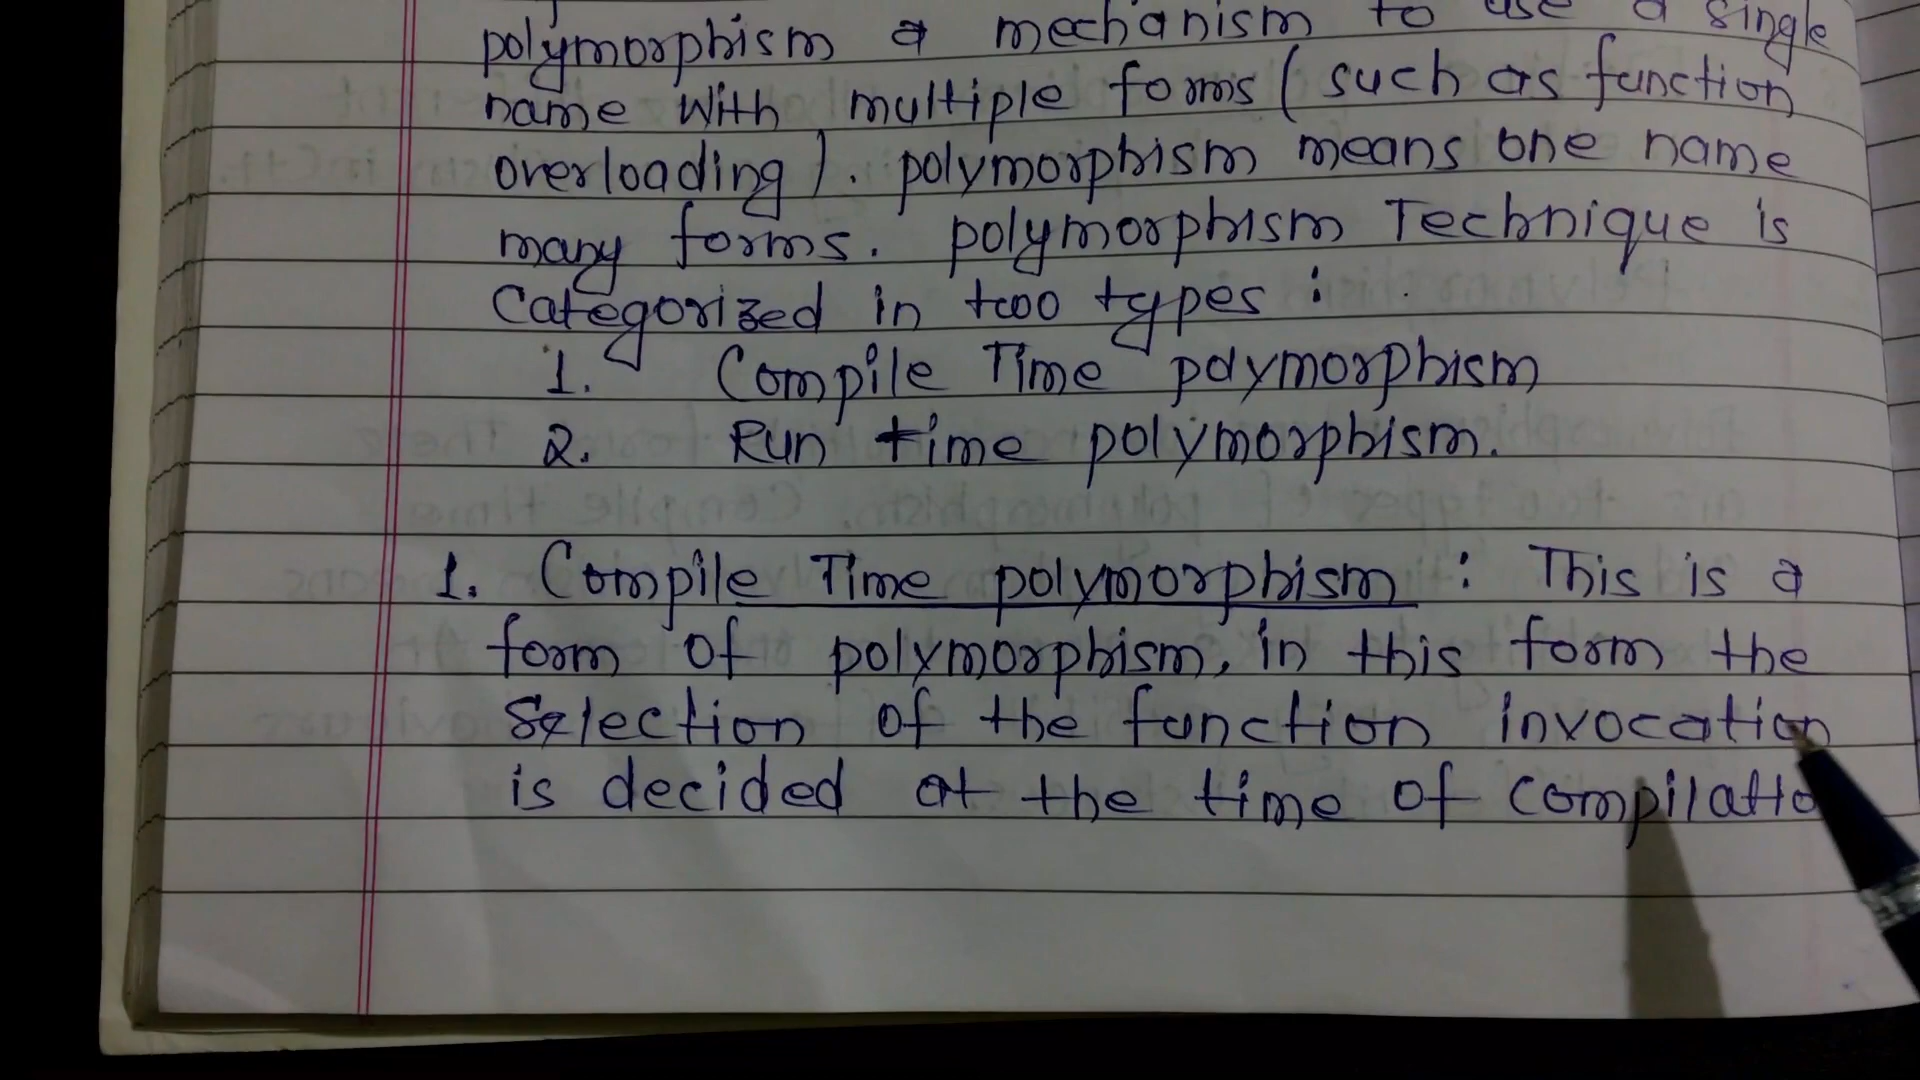 polymorphism a mechanism to use a single
name with multiple forms (such as function
overloading). polymorphism means one name
many forms. polymorphism Technique is
Categorized in two types :
1. Compile Time polymorphism
2. Run time polymorphism.
1. Compile Time polymorphism : This is a
form of polymorphism, in this form the
Selection of the function invocation
is decided at the time of compilatio